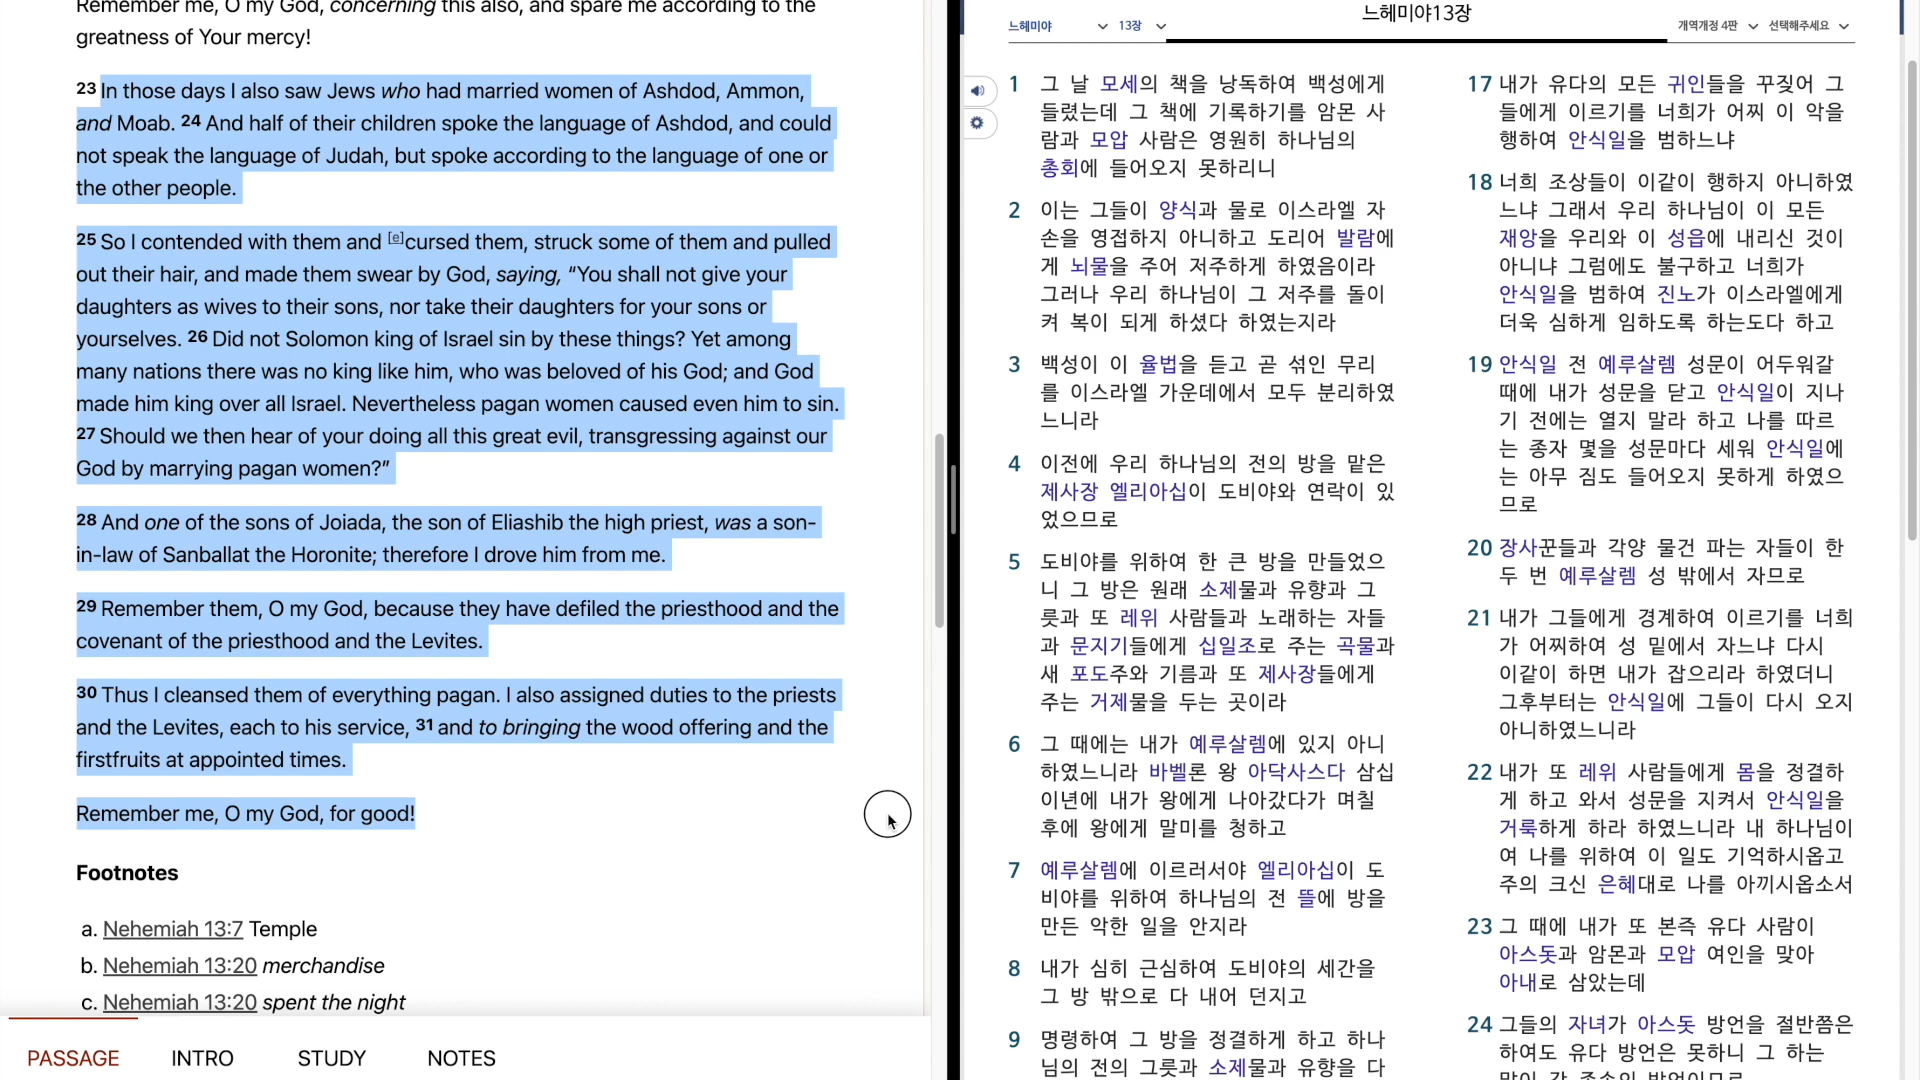 Remember me, O my God, concerning this also, and spare me according to the
greatness of Your mercy!
23 In those days I also saw Jews who had married women of Ashdod, Ammon,
and Moab. 24 And half of their children spoke the language of Ashdod, and could
not speak the language of Judah, but spoke according to the language of one or
the other people.
25 So I contended with them and [e]cursed them, struck some of them and pulled
out their hair, and made them swear by God, saying, “You shall not give your
daughters as wives to their sons, nor take their daughters for your sons or
yourselves. 26 Did not Solomon king of Israel sin by these things? Yet among
many nations there was no king like him, who was beloved of his God; and God
made him king over all Israel. Nevertheless pagan women caused even him to sin.
27 Should we then hear of your doing all this great evil, transgressing against our
God by marrying pagan women?”
28 And one of the sons of Joiada, the son of Eliashib the high priest, was a son-
in-law of Sanballat the Horonite; therefore I drove him from me.
29 Remember them, O my God, because they have defiled the priesthood and the
covenant of the priesthood and the Levites.
30 Thus I cleansed them of everything pagan. I also assigned duties to the priests
and the Levites, each to his service, 31 and to bringing the wood offering and the
firstfruits at appointed times.
Remember me, O my God, for good!
Footnotes
a. Nehemiah 13:7 Temple
b. Nehemiah 13:20 merchandise
c. Nehemiah 13:20 spent the night
PASSAGE INTRO STUDY NOTES
느헤미야13장
느헤미야 13장 개역개정 4판 선택해주세요
1 그 날 모세의 책을 낭독하여 백성에게
들렸는데 그 책에 기록하기를 암몬 사
람과 모압 사람은 영원히 하나님의
총회에 들어오지 못하리니
2 이는 그들이 양식과 물로 이스라엘 자
손을 영접하지 아니하고 도리어 발람에
게 뇌물을 주어 저주하게 하였음이라
그러나 우리 하나님이 그 저주를 돌이
켜 복이 되게 하셨다 하였는지라
3 백성이 이 율법을 듣고 곧 섞인 무리
를 이스라엘 가운데에서 모두 분리하였
느니라
4 이전에 우리 하나님의 전의 방을 맡은
제사장 엘리아십이 도비야와 연락이 있
었으므로
5 도비야를 위하여 한 큰 방을 만들었으
니 그 방은 원래 소제물과 유향과 그
릇과 또 레위 사람들과 노래하는 자들
과 문지기들에게 십일조로 주는 곡물과
새 포도주와 기름과 또 제사장들에게
주는 거제물을 두는 곳이라
6 그 때에는 내가 예루살렘에 있지 아니
하였느니라 바벨론 왕 아닥사스다 삼십
이년에 내가 왕에게 나아갔다가 며칠
후에 왕에게 말미를 청하고
7 예루살렘에 이르러서야 엘리아십이 도
비야를 위하여 하나님의 전 뜰에 방을
만든 악한 일을 안지라
8 내가 심히 근심하여 도비야의 세간을
그 방 밖으로 다 내어 던지고
9 명령하여 그 방을 정결하게 하고 하나
님의 전의 그릇과 소제물과 유향을 다
17 내가 유다의 모든 귀인들을 꾸짖어 그
들에게 이르기를 너희가 어찌 이 악을
행하여 안식일을 범하느냐
18 너희 조상들이 이같이 행하지 아니하였
느냐 그래서 우리 하나님이 이 모든
재앙을 우리와 이 성읍에 내리신 것이
아니냐 그럼에도 불구하고 너희가
안식일을 범하여 진노가 이스라엘에게
더욱 심하게 임하도록 하는도다 하고
19 안식일 전 예루살렘 성문이 어두워갈
때에 내가 성문을 닫고 안식일이 지나
기 전에는 열지 말라 하고 나를 따르
는 종자 몇을 성문마다 세워 안식일에
는 아무 짐도 들어오지 못하게 하였으
므로
20 장사꾼들과 각양 물건 파는 자들이 한
두 번 예루살렘 성 밖에서 자므로
21 내가 그들에게 경계하여 이르기를 너희
가 어찌하여 성 밑에서 자느냐 다시
이같이 하면 내가 잡으리라 하였더니
그후부터는 안식일에 그들이 다시 오지
아니하였느니라
22 내가 또 레위 사람들에게 몸을 정결하
게 하고 와서 성문을 지켜서 안식일을
거룩하게 하라 하였느니라 내 하나님이
여 나를 위하여 이 일도 기억하시옵고
주의 크신 은혜대로 나를 아끼시옵소서
23 그 때에 내가 또 본즉 유다 사람이
아스돗과 암몬과 모압 여인을 맞아
아내로 삼았는데
24 그들의 자녀가 아스돗 방언을 절반쯤은
하여도 유다 방언은 못하니 그 하는